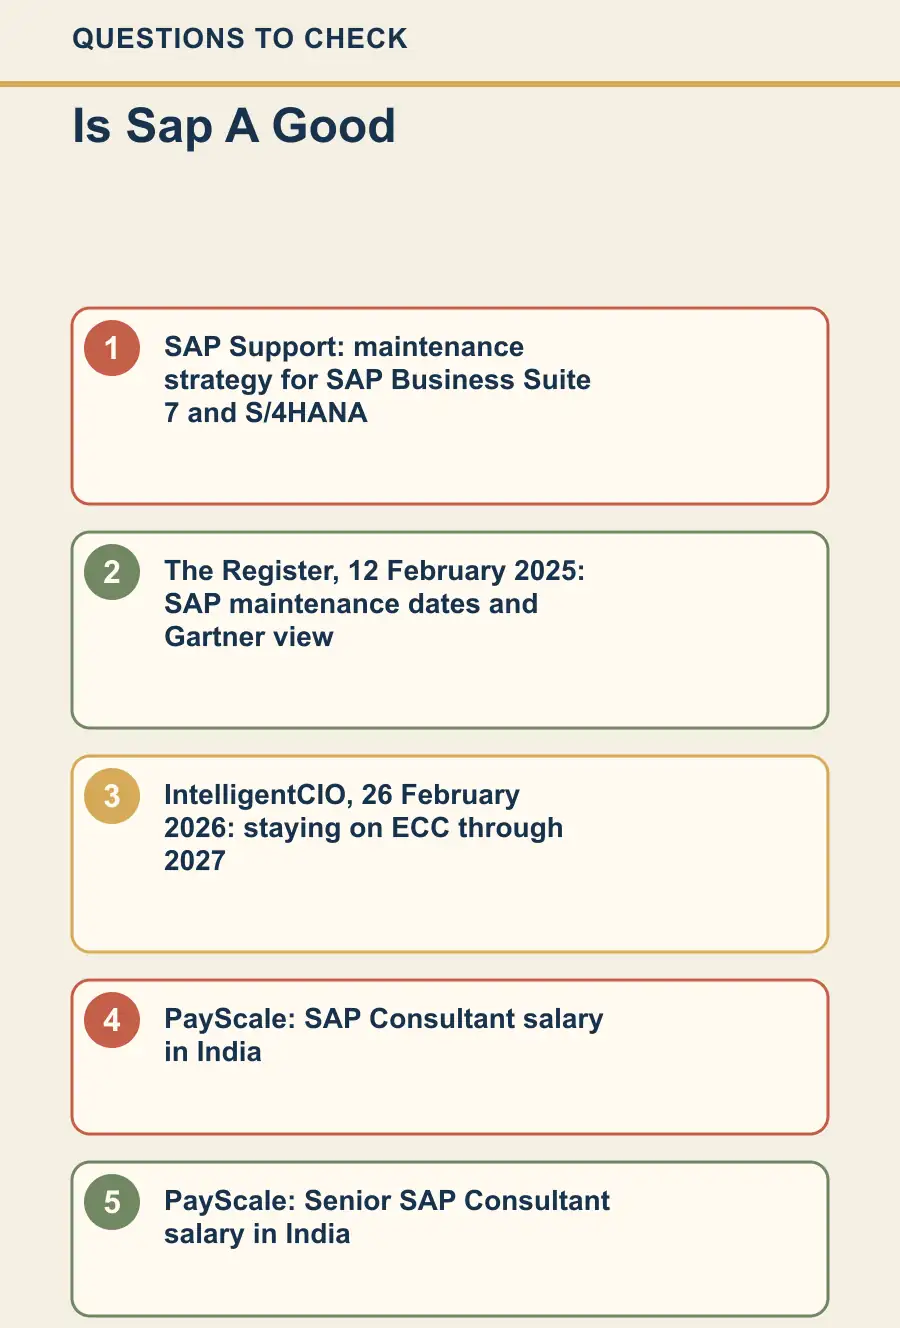 QUESTIONS TO CHECK
Is Sap A Good
1
SAP Support: maintenance
strategy for SAP Business Suite
7 and S/4HANA
2
The Register, 12 February 2025:
SAP maintenance dates and
Gartner view
3
IntelligentCIO, 26 February
2026: staying on ECC through
2027
4
PayScale: SAP Consultant salary
in India
5
PayScale: Senior SAP Consultant
salary in India